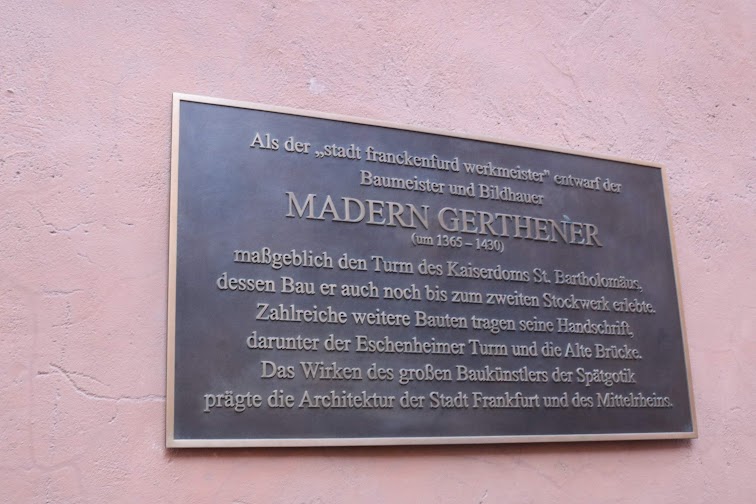 Als der „stadt franckenfurd werkmeister“ entwarf der
Baumeister und Bildhauer
MADERN GERTHENER
(um 1365 – 1430)
maßgeblich den Turm des Kaiserdoms St. Bartholomäus,
dessen Bau er auch noch bis zum zweiten Stockwerk erlebte.
Zahlreiche weitere Bauten tragen seine Handschrift,
darunter der Eschenheimer Turm und die Alte Brücke.
Das Wirken des großen Baukünstlers der Spätgotik
prägte die Architektur der Stadt Frankfurt und des Mittelrheins.